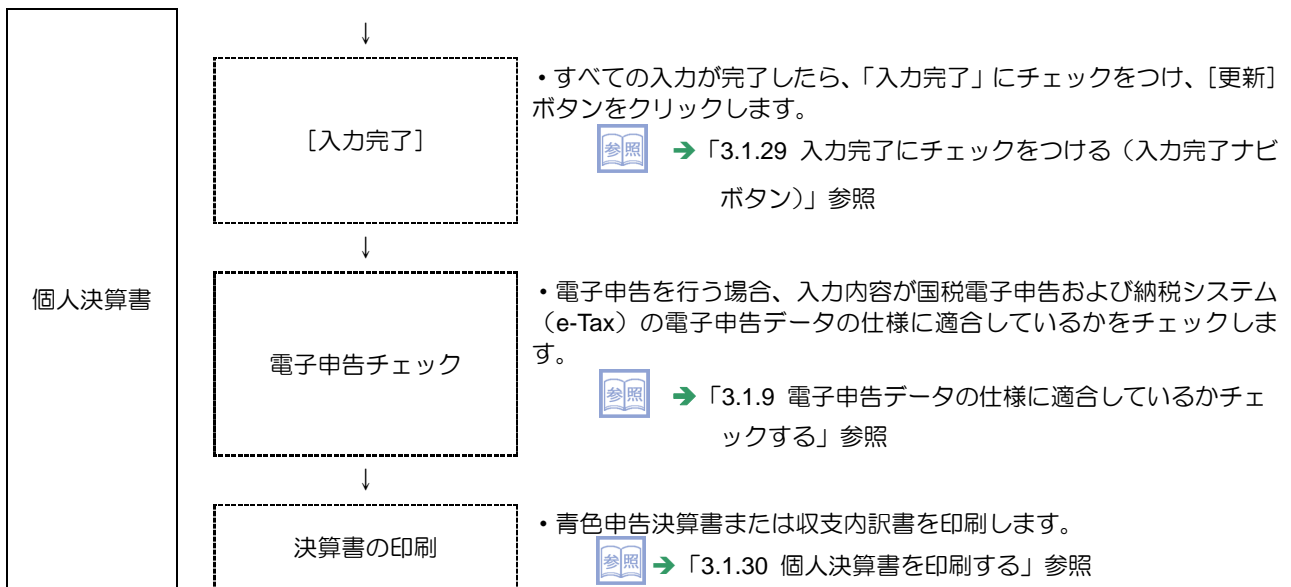 個人決算書
↓
[入力完了]
・すべての入力が完了したら、「入力完了」にチェックをつけ、[更新]
ボタンをクリックします。
参照 ➔「3.1.29 入力完了にチェックをつける（入力完了ナビ
ボタン）」参照
↓
電子申告チェック
・電子申告を行う場合、入力内容が国税電子申告および納税システム
（e-Tax）の電子申告データの仕様に適合しているかをチェックしま
す。
参照 ➔「3.1.9 電子申告データの仕様に適合しているかチェ
ックする」参照
↓
決算書の印刷
・青色申告決算書または収支内訳書を印刷します。
参照 ➔「3.1.30 個人決算書を印刷する」参照